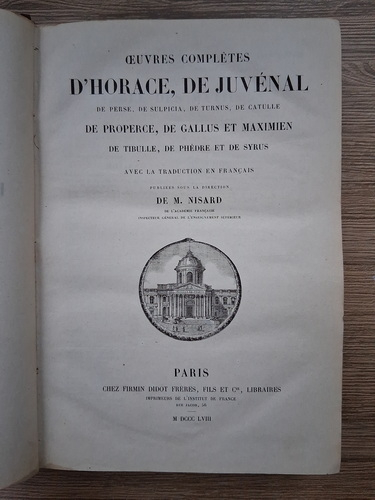 ŒUVRES COMPLÈTES
D'HORACE, DE JUVÉNAL
DE PERSE, DE SULPICIA, DE TURNUS, DE CATULLE
DE PROPERCE, DE GALLUS ET MAXIMIEN
DE TIBULLE, DE PHÈDRE ET DE SYRUS
AVEC LA TRADUCTION EN FRANÇAIS
PUBLIÉES SOUS LA DIRECTION
DE M. NISARD
DE L'ACADÉMIE FRANÇAISE
INSPECTEUR GÉNÉRAL DE L'ENSEIGNEMENT SUPÉRIEUR
PARIS
CHEZ FIRMIN DIDOT FRÈRES, FILS ET Cie, LIBRAIRES
IMPRIMEURS DE L'INSTITUT DE FRANCE
RUE JACOB, 56
M DCCC LVIII